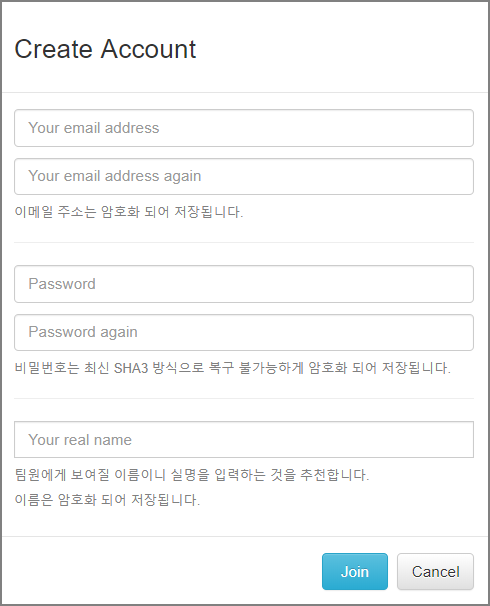 Create Account
Your email address
Your email address again
이메일 주소는 암호화 되어 저장됩니다.
Password
Password again
비밀번호는 최신 SHA3 방식으로 복구 불가능하게 암호화 되어 저장됩니다.
Your real name
팀원에게 보여질 이름이니 실명을 입력하는 것을 추천합니다.
이름은 암호화 되어 저장됩니다.
Join Cancel